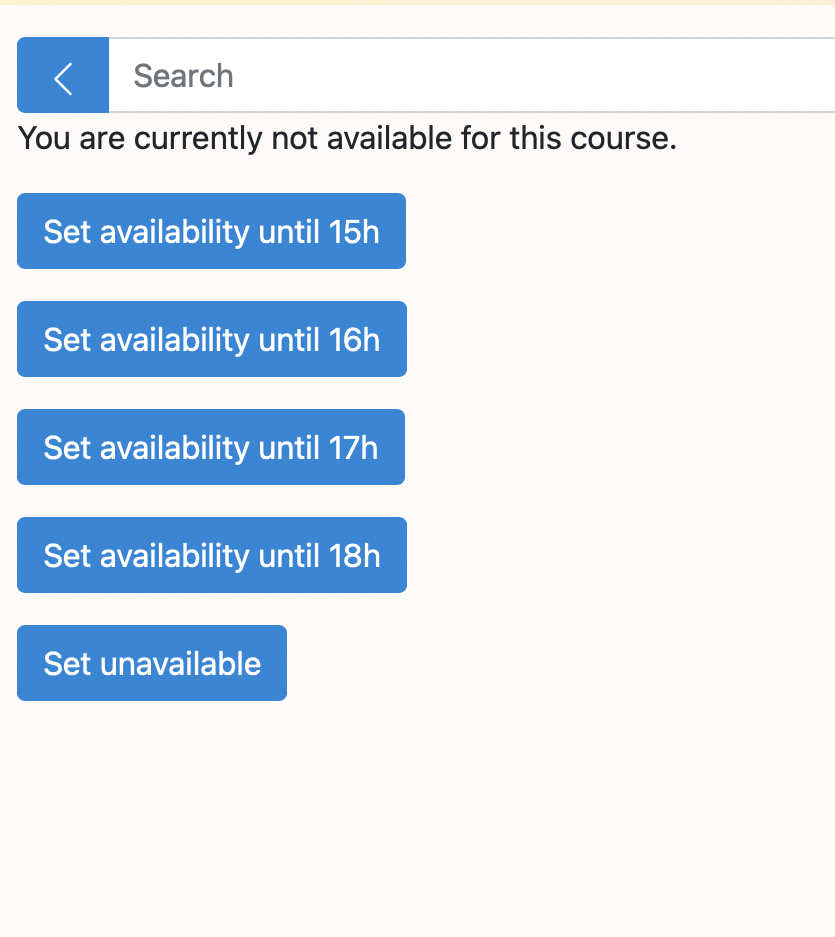 Search
You are currently not available for this course.
Set availability until 15h
Set availability until 16h
Set availability until 17h
Set availability until 18h
Set unavailable